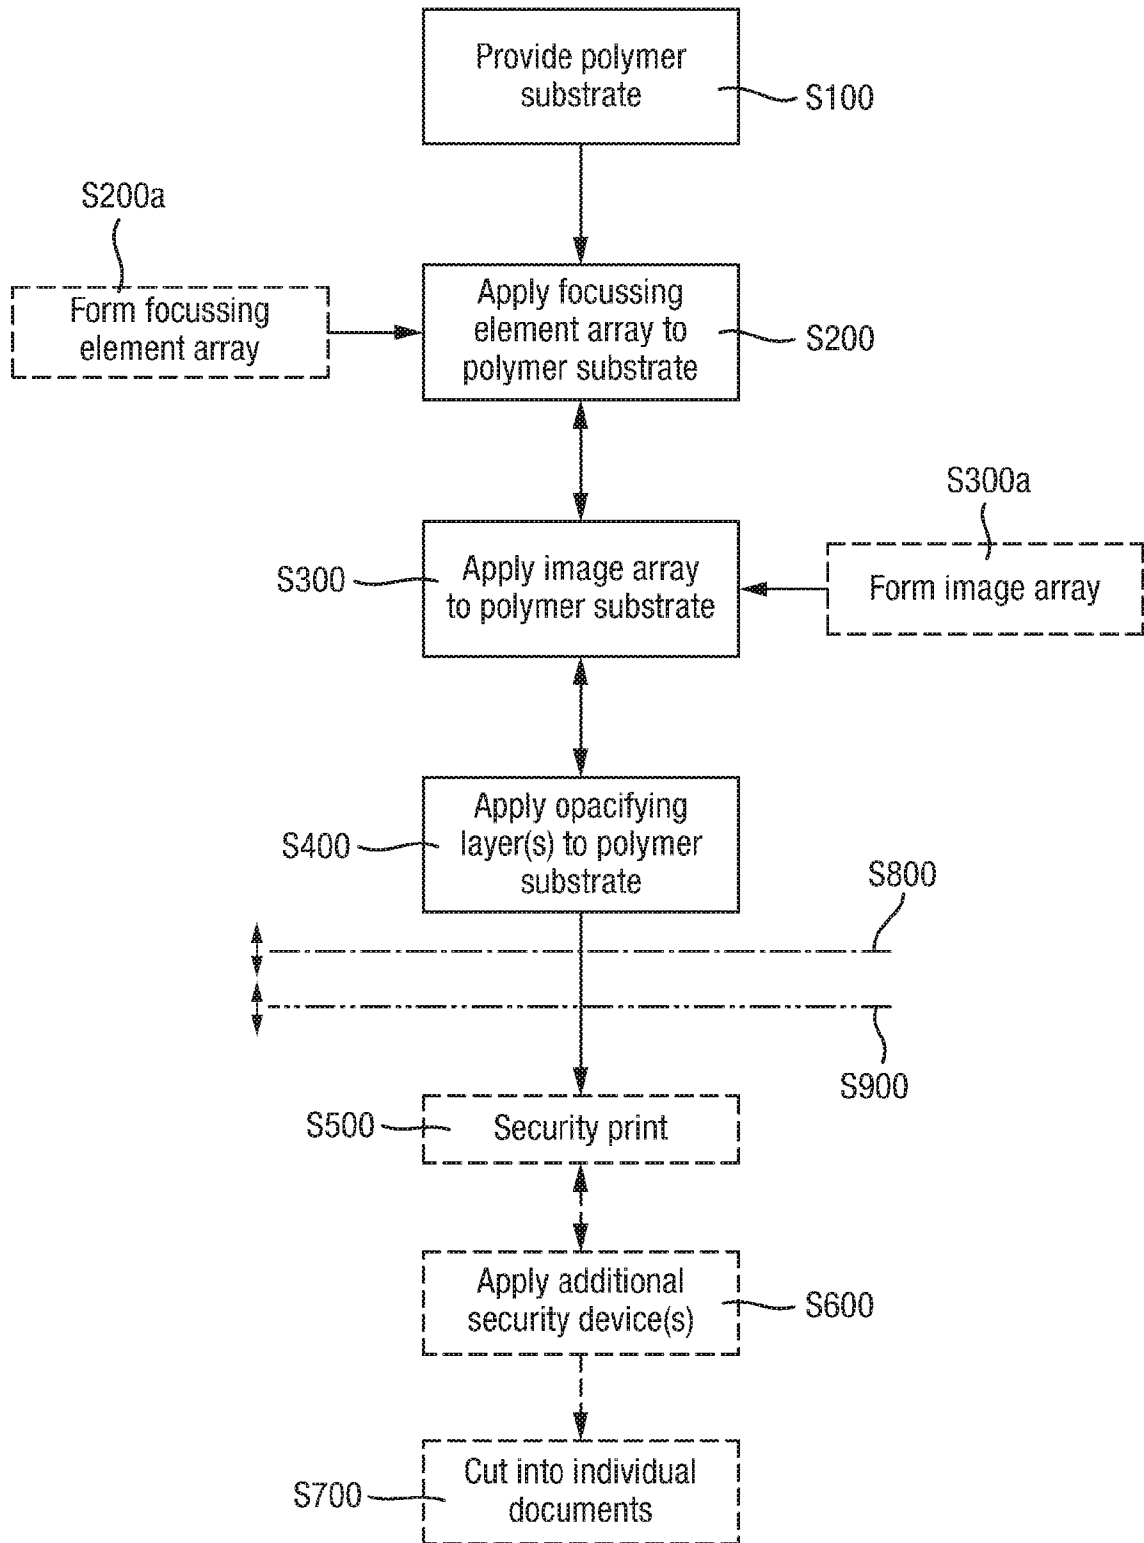 Provide polymer
substrate
S100
S200a
Form focussing
element array
Apply focussing
element array to
polymer substrate
S200
S300a
S300
Apply image array
to polymer substrate
Form image array
S400
Apply opacifying
layer(s) to polymer
substrate
S800
S900
S500
Security print
Apply additional
security device(s)
S600
S700
Cut into individual
documents